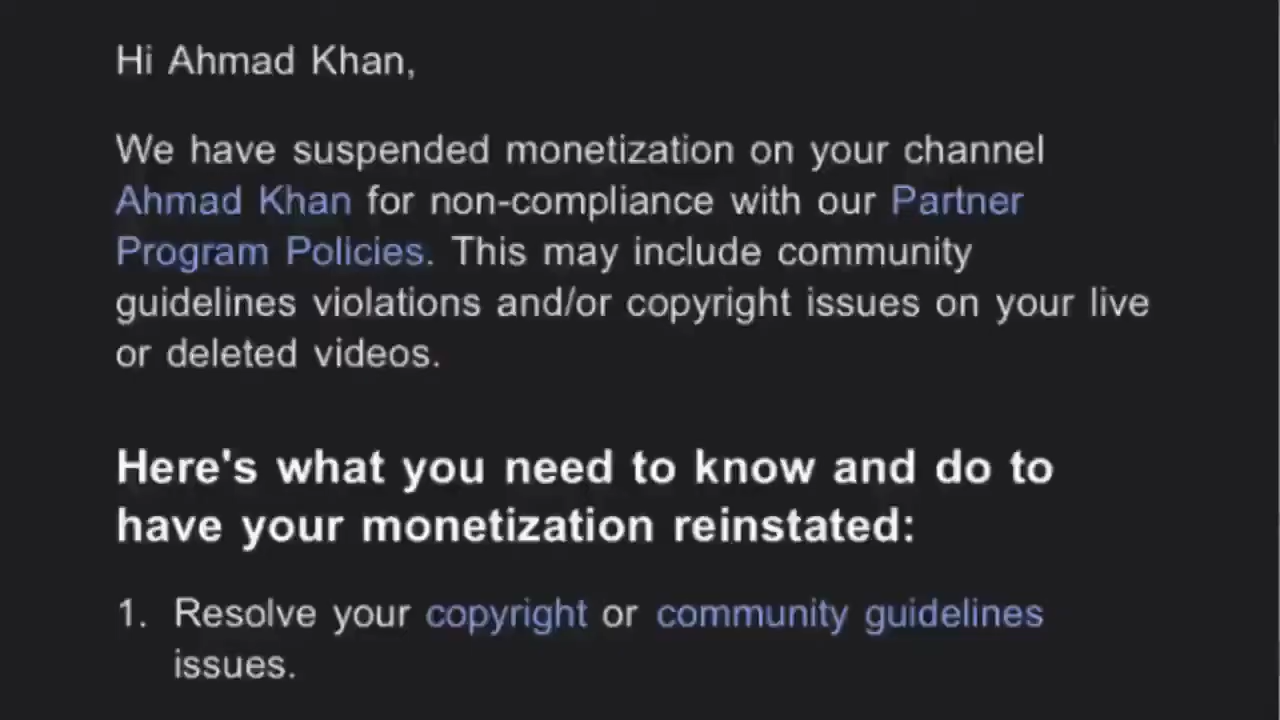 Hi Ahmad Khan,
We have suspended monetization on your channel
Ahmad Khan for non-compliance with our Partner
Program Policies. This may include community
guidelines violations and/or copyright issues on your live
or deleted videos.
Here's what you need to know and do to
have your monetization reinstated:
1. Resolve your copyright or community guidelines
issues.